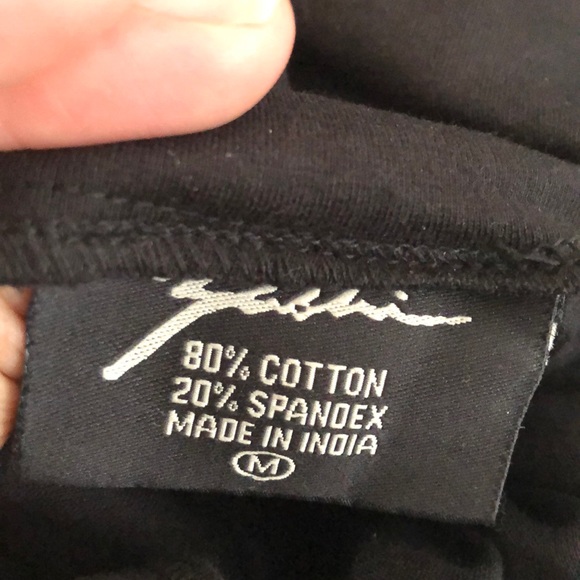 80% COTTON
20% SPANDEX
MADE IN INDIA
M